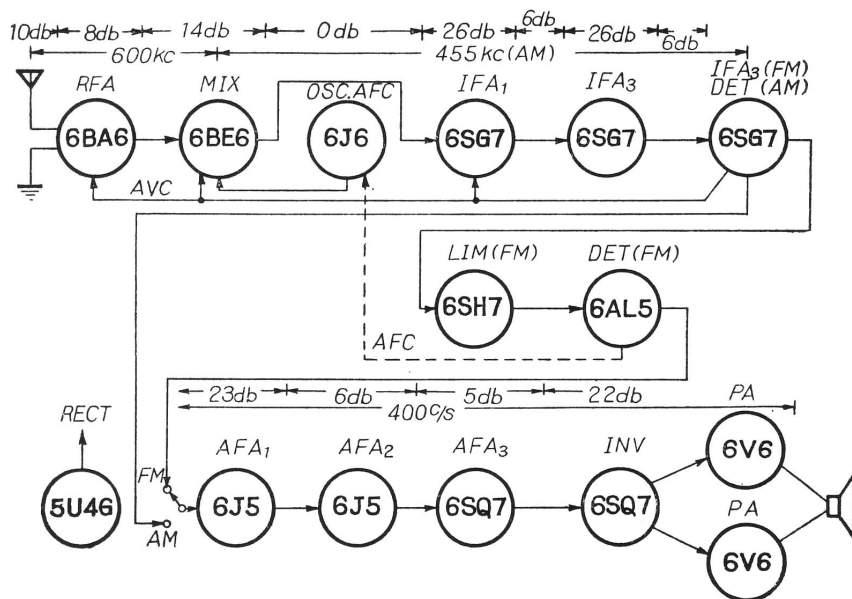 10db 8db 14db 0db 26db 6db 26db 6db
600kc 455kc(AM)
RFA MIX OSC.AFC IFA1 IFA3 IFA3(FM)
DET(AM)
6BA6 6BE6 6J6 6SG7 6SG7 6SG7
AVC
LIM(FM) DET(FM)
6SH7 6AL5
AFC
23db 6db 5db 22db
400c/s
RECT AFA1 AFA2 AFA3 INV PA
5U4G FM 6J5 6J5 6SQ7 6SQ7 6V6
AM
PA
6V6